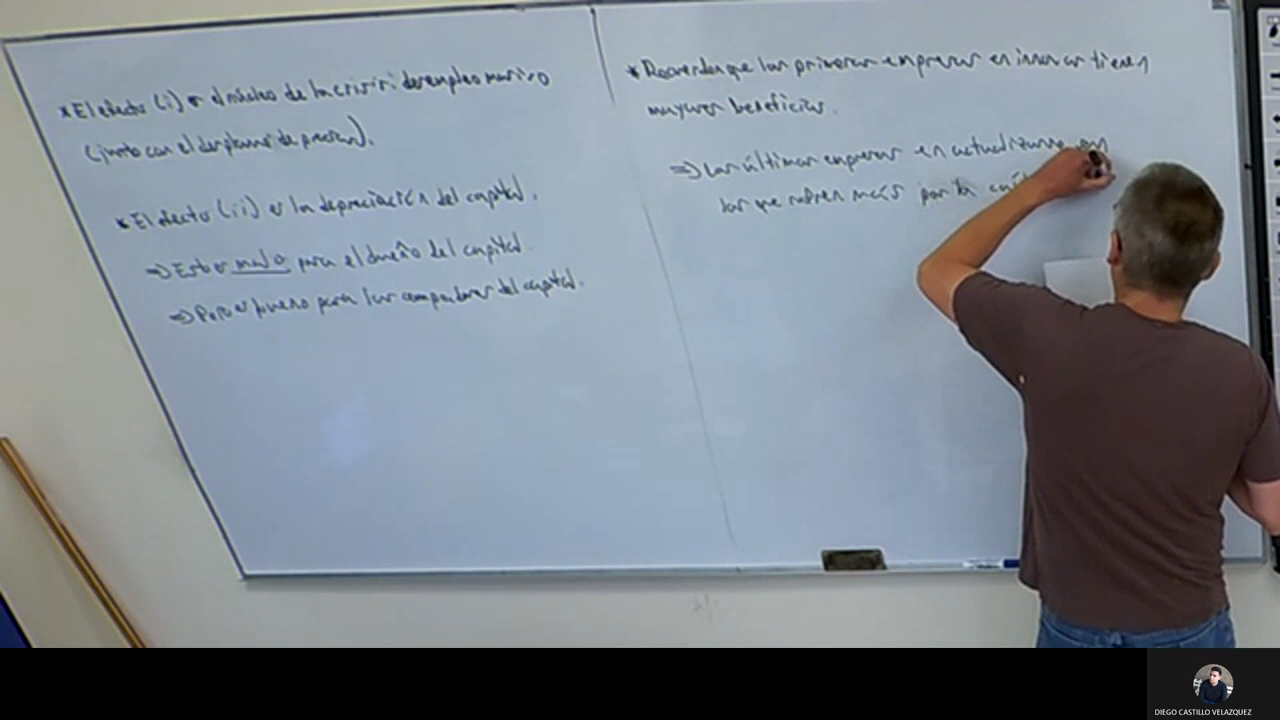 * El efecto (i) es el núcleo de la crisis: desempleo masivo
(junto con el desplome de precios).
* El efecto (ii) es la depreciación del capital.
⇒ Esto es malo para el dueño del capital.
⇒ Pero es bueno para los compradores del capital.
* Recuerden que las primeras empresas en innovar tienen
mayores beneficios.
⇒ Las últimas empresas en actualizarse son
las que sufren más por la
DIEGO CASTILLO VELAZQUEZ